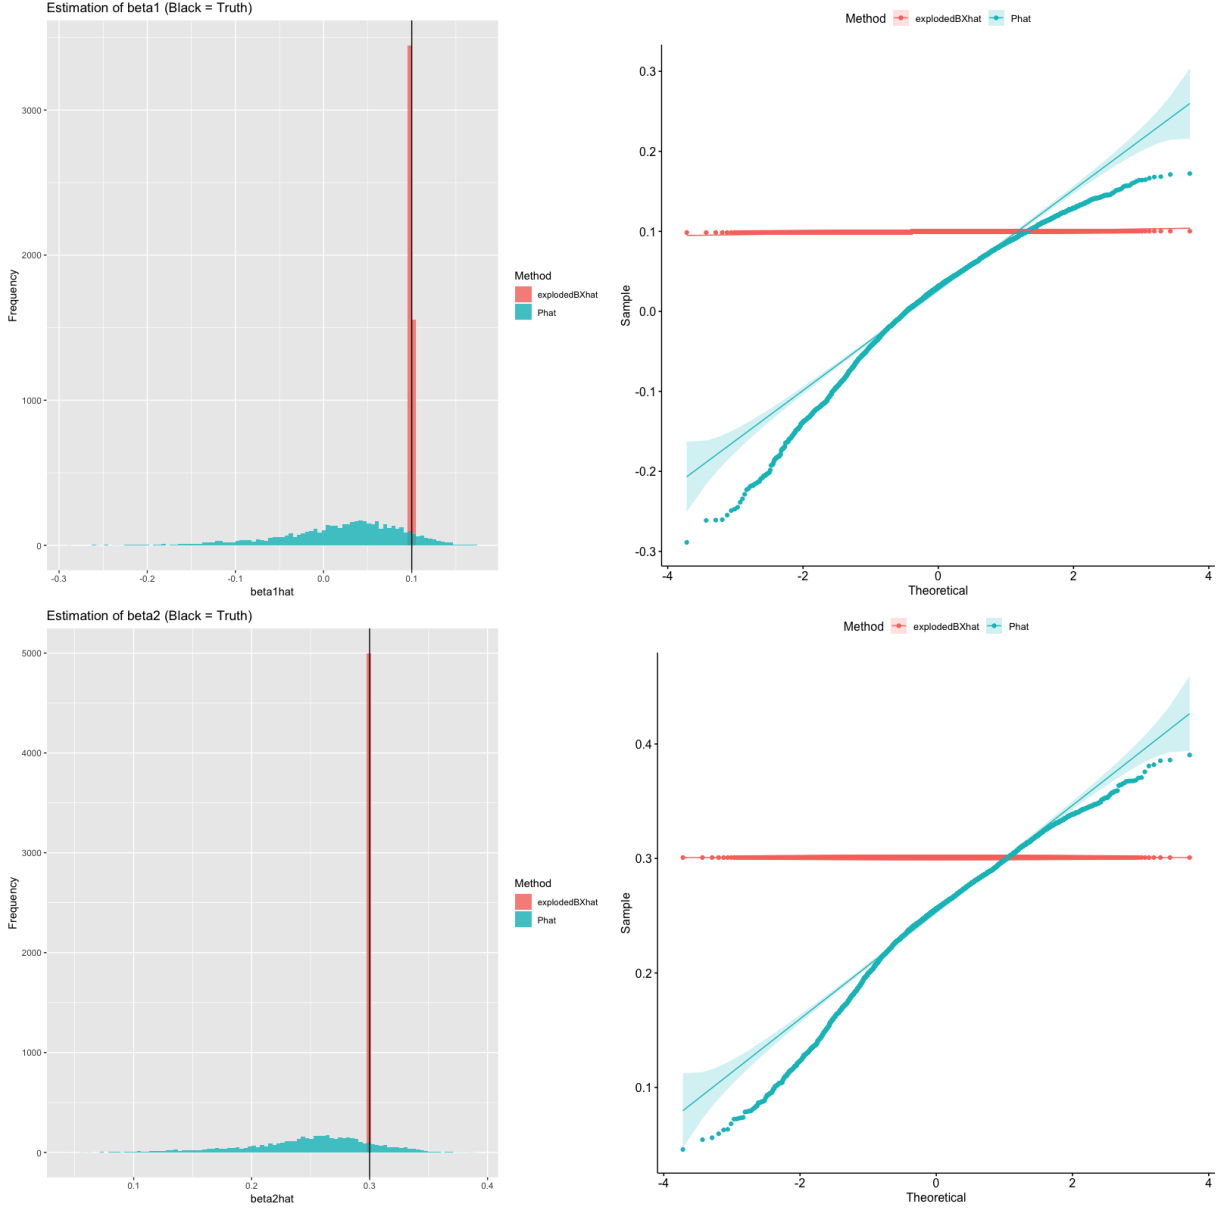 Estimation of beta1 (Black = Truth)
3000
2000
1000
0
Frequency
-0.3 -0.2 -0.1 0.0 0.1
beta1hat
Method
explodedBXhat
Phat
Method explodedBXhat Phat
0.3
0.2
0.1
0.0
-0.1
-0.2
-0.3
Sample
-4 -2 0 2 4
Theoretical
Estimation of beta2 (Black = Truth)
5000
4000
3000
2000
1000
0
Frequency
0.1 0.2 0.3 0.4
beta2hat
Method
explodedBXhat
Phat
Method explodedBXhat Phat
0.4
0.3
0.2
0.1
Sample
-4 -2 0 2 4
Theoretical